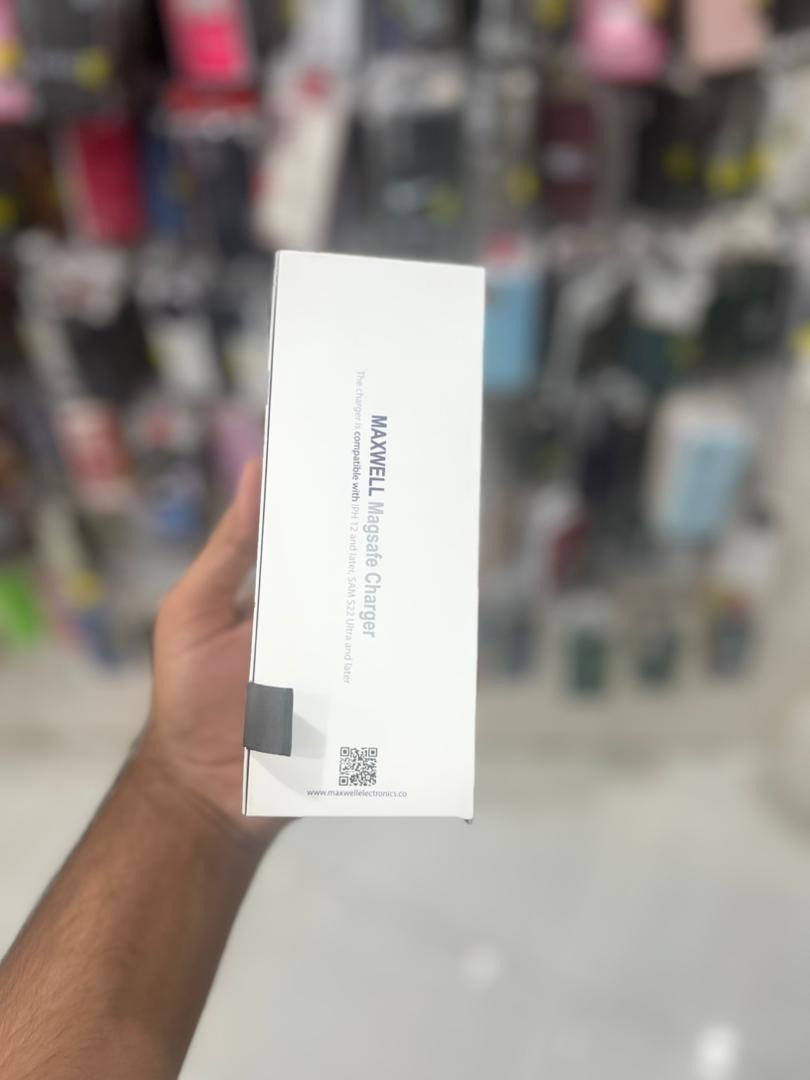 MAXWELL Magsafe Charger
The charger is compatible with IPH 12 and later, SAM S22 Ultra and later
www.maxwellelectronics.co